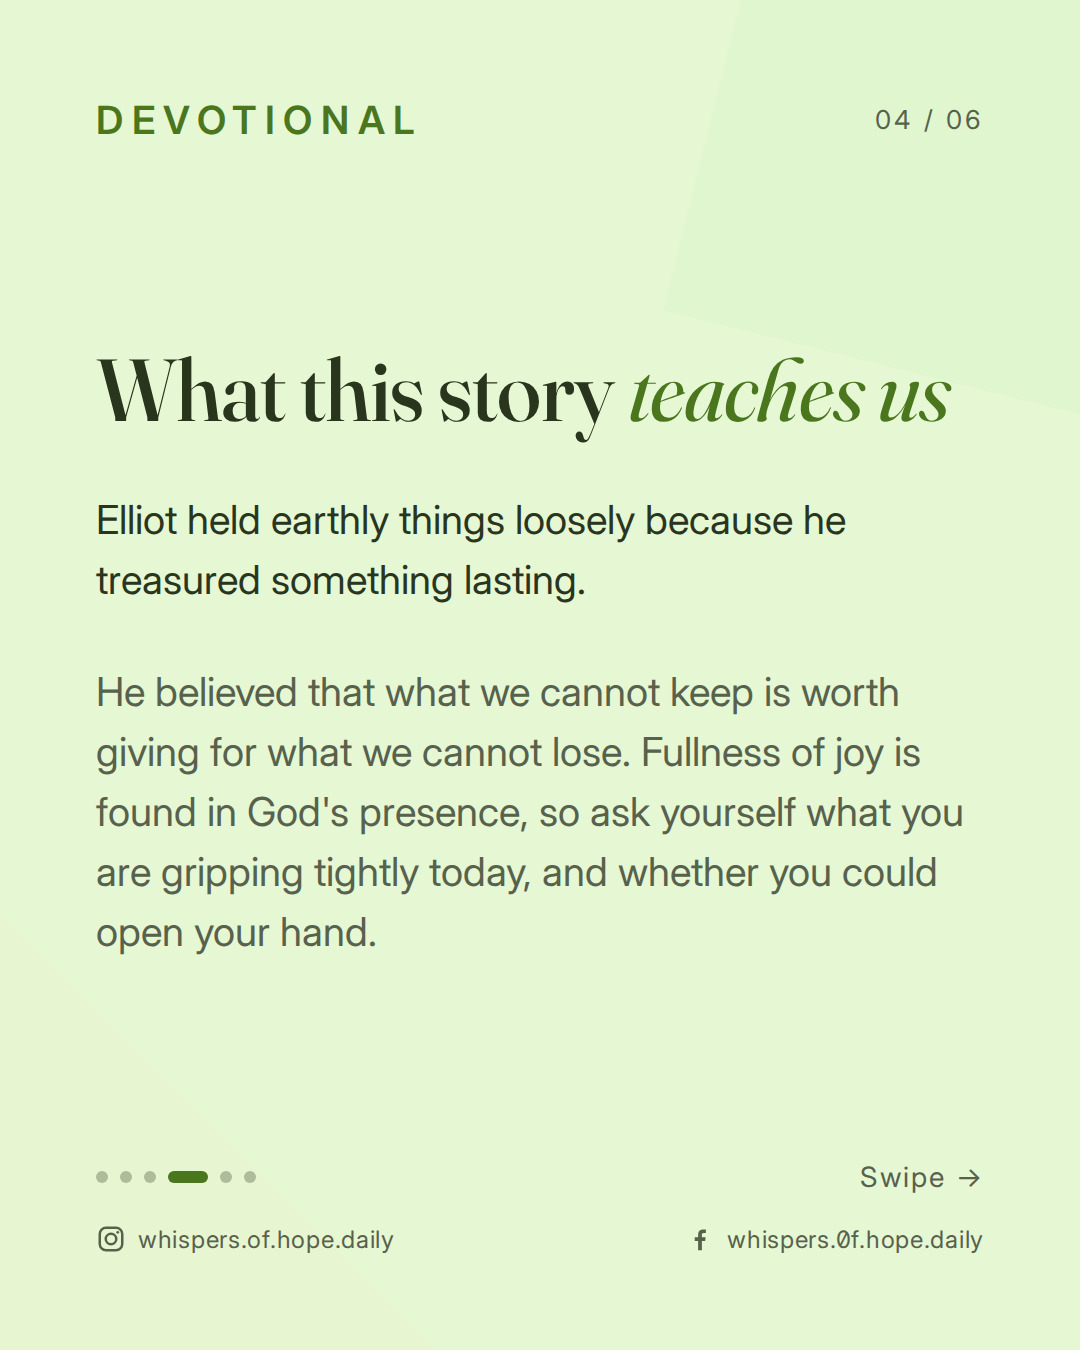 DEVOTIONAL
04 / 06
What this story teaches us
Elliot held earthly things loosely because he
treasured something lasting.
He believed that what we cannot keep is worth
giving for what we cannot lose. Fullness of joy is
found in God's presence, so ask yourself what you
are gripping tightly today, and whether you could
open your hand.
Swipe →
whispers.of.hope.daily
whispers.0f.hope.daily